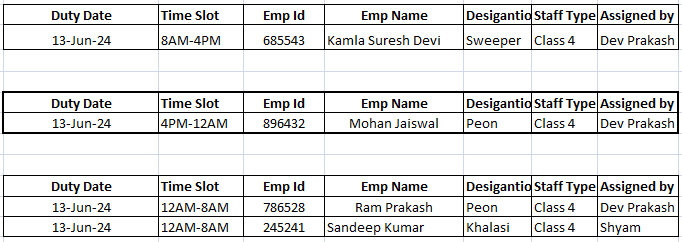 Duty Date Time Slot Emp Id Emp Name Desigantio Staff Type Assigned by
13-Jun-24 8AM-4PM 685543 Kamla Suresh Devi Sweeper Class 4 Dev Prakash
Duty Date Time Slot Emp Id Emp Name Desigantio Staff Type Assigned by
13-Jun-24 4PM-12AM 896432 Mohan Jaiswal Peon Class 4 Dev Prakash
Duty Date Time Slot Emp Id Emp Name Desigantio Staff Type Assigned by
13-Jun-24 12AM-8AM 786528 Ram Prakash Peon Class 4 Dev Prakash
13-Jun-24 12AM-8AM 245241 Sandeep Kumar Khalasi Class 4 Shyam